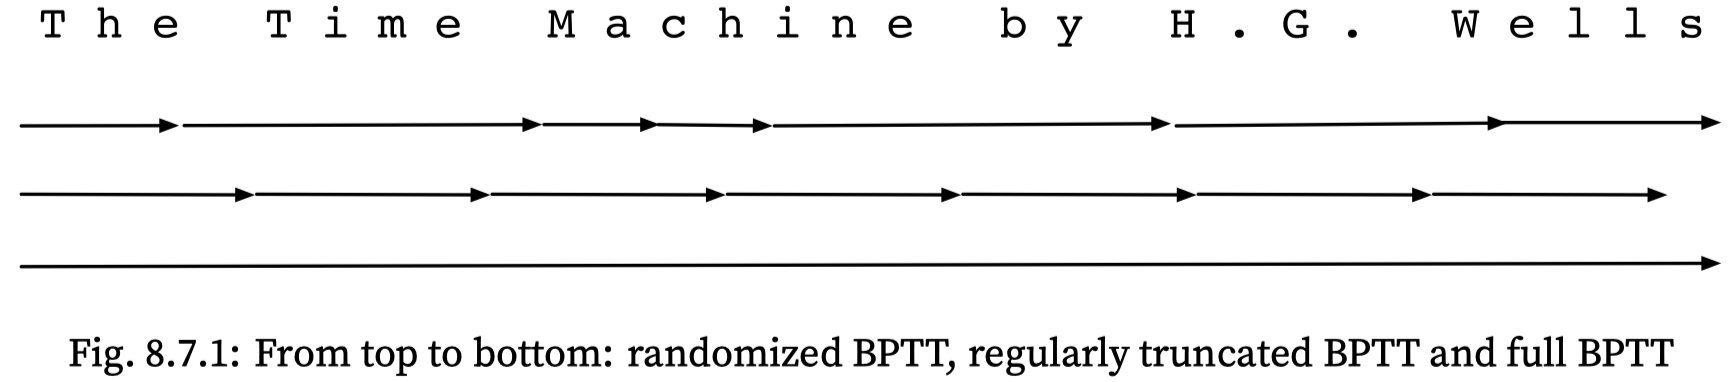 The Time Machine by H.G. Wells
Fig. 8.7.1: From top to bottom: randomized BPTT, regularly truncated BPTT and full BPTT